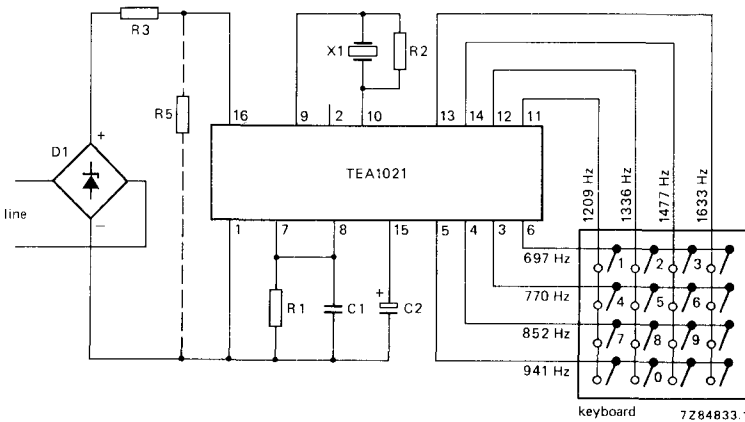 R3
X1
R2
R5
16
9
2
10
13
14
12
11
D1
+
TEA1021
1209 Hz
1336 Hz
1477 Hz
1633 Hz
line
−
1
7
8
15
5
4
3
6
697 Hz
1
2
3
R1
C1
+
C2
770 Hz
4
5
6
852 Hz
7
8
9
941 Hz
0
keyboard
7Z84833.1